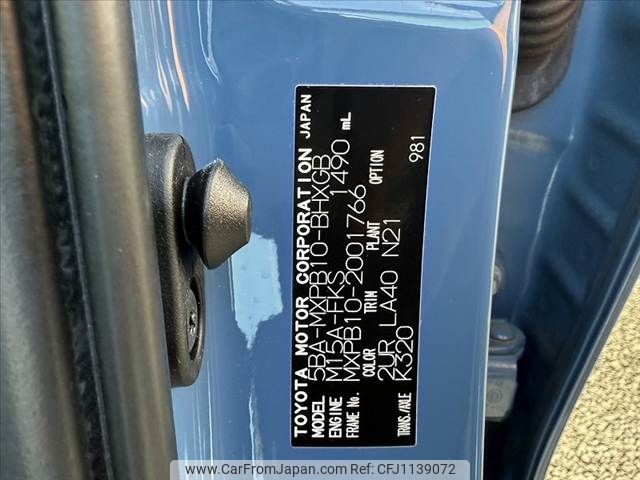 TOYOTA MOTOR CORPORATION JAPAN
MODEL 5BA-MXPB10-BHXGB
ENGINE M15A-FKS 1490 mL
FRAME No. MXPB10-2001766
COLOR TRIM PLANT OPTION
2UR LA40 N21
TRANS./AXLE K320 981
www.CarFromJapan.com CFJ1139072